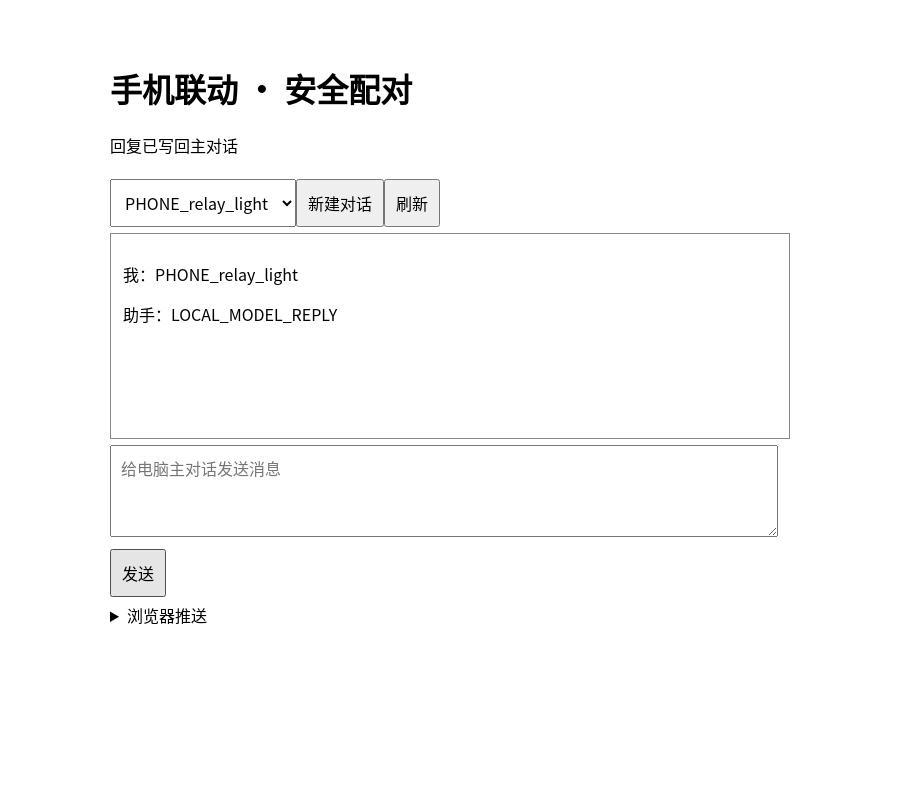 手机联动 · 安全配对
回复已写回主对话
PHONE_relay_light 新建对话 刷新
我：PHONE_relay_light
助手：LOCAL_MODEL_REPLY
给电脑主对话发送消息
发送
浏览器推送